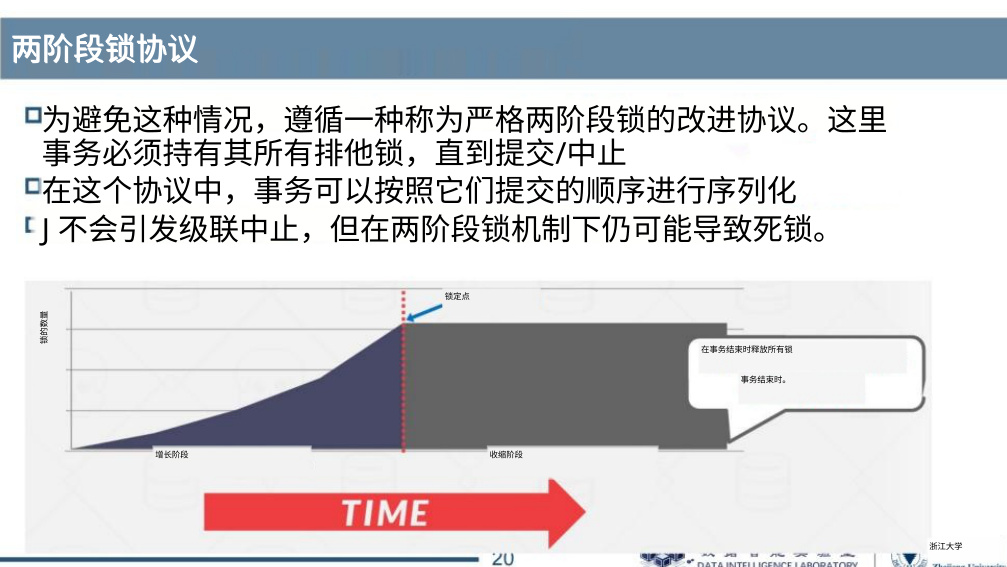 两阶段锁协议
为避免这种情况，遵循一种称为严格两阶段锁的改进协议。这里
事务必须持有其所有排他锁，直到提交/中止
在这个协议中，事务可以按照它们提交的顺序进行序列化
J 不会引发级联中止，但在两阶段锁机制下仍可能导致死锁。
锁定点
锁的数量
在事务结束时释放所有锁
事务结束时。
增长阶段
收缩阶段
TIME
浙江大学
20
DATA INTELLIGENCE LABORATORY